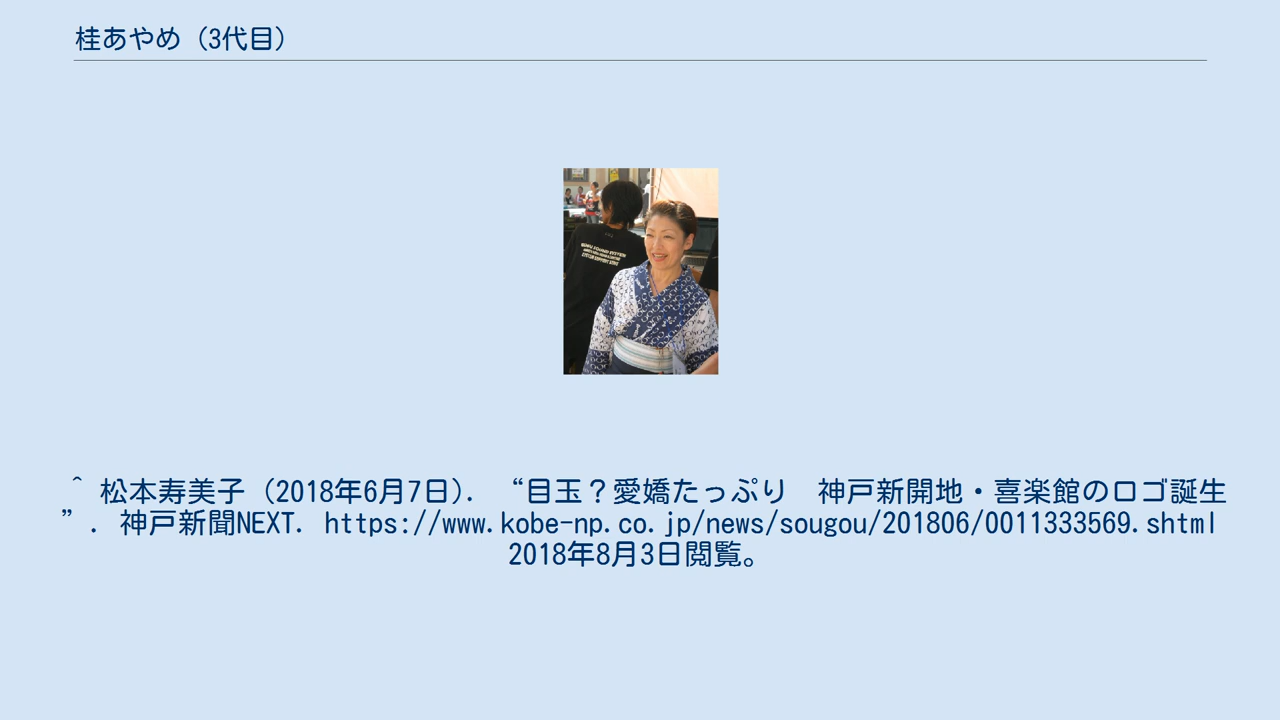 桂あやめ（3代目）
^ 松本寿美子（2018年6月7日）. “目玉？愛嬌たっぷり　神戸新開地・喜楽館のロゴ誕生
”. 神戸新聞NEXT. https://www.kobe-np.co.jp/news/sougou/201806/0011333569.shtml
2018年8月3日閲覧。